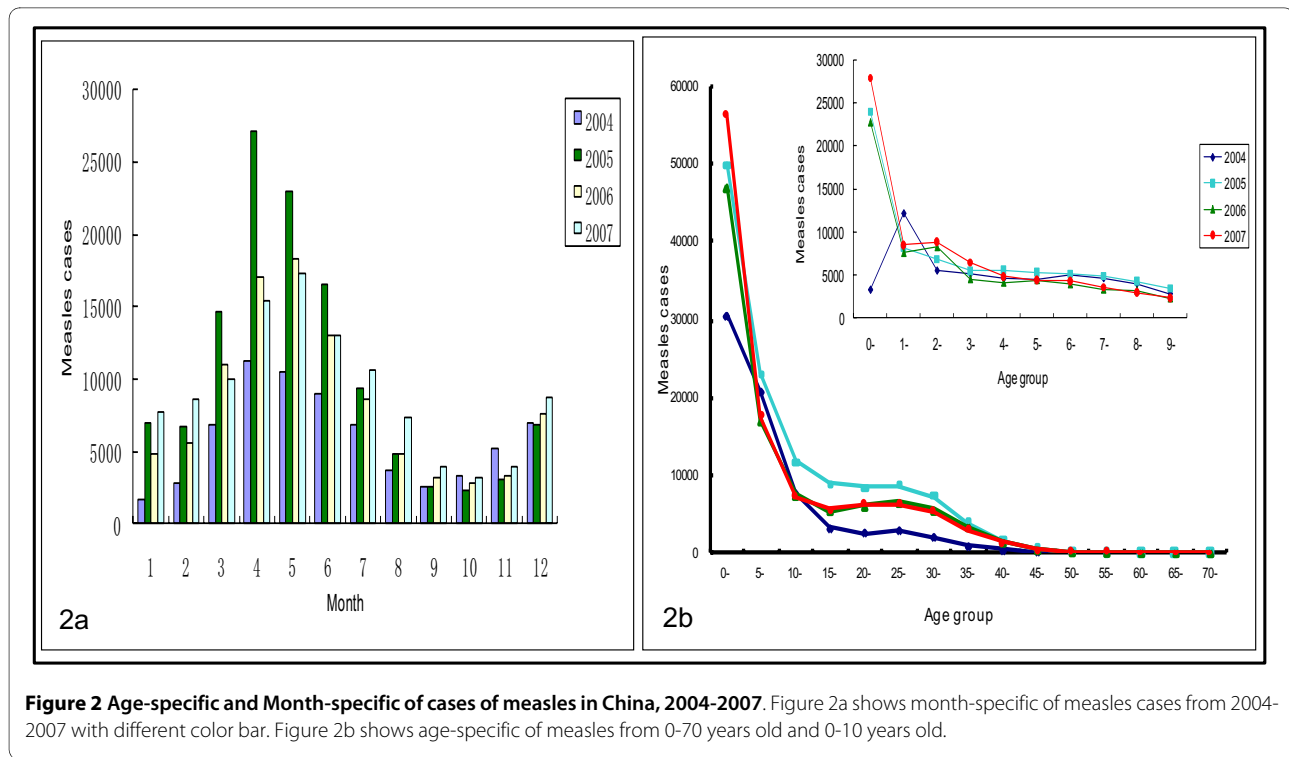 30000
25000
20000
15000
10000
5000
0
Measles cases
1 2 3 4 5 6 7 8 9 10 11 12
Month
2004
2005
2006
2007
2a
60000
50000
40000
30000
20000
10000
0
Measles cases
0- 5- 10- 15- 20- 25- 30- 35- 40- 45- 50- 55- 60- 65- 70-
Age group
30000
25000
20000
15000
10000
5000
0
Measles cases
0- 1- 2- 3- 4- 5- 6- 7- 8- 9-
Age group
2004
2005
2006
2007
2b
Figure 2 Age-specific and Month-specific of cases of measles in China, 2004-2007. Figure 2a shows month-specific of measles cases from 2004-
2007 with different color bar. Figure 2b shows age-specific of measles from 0-70 years old and 0-10 years old.